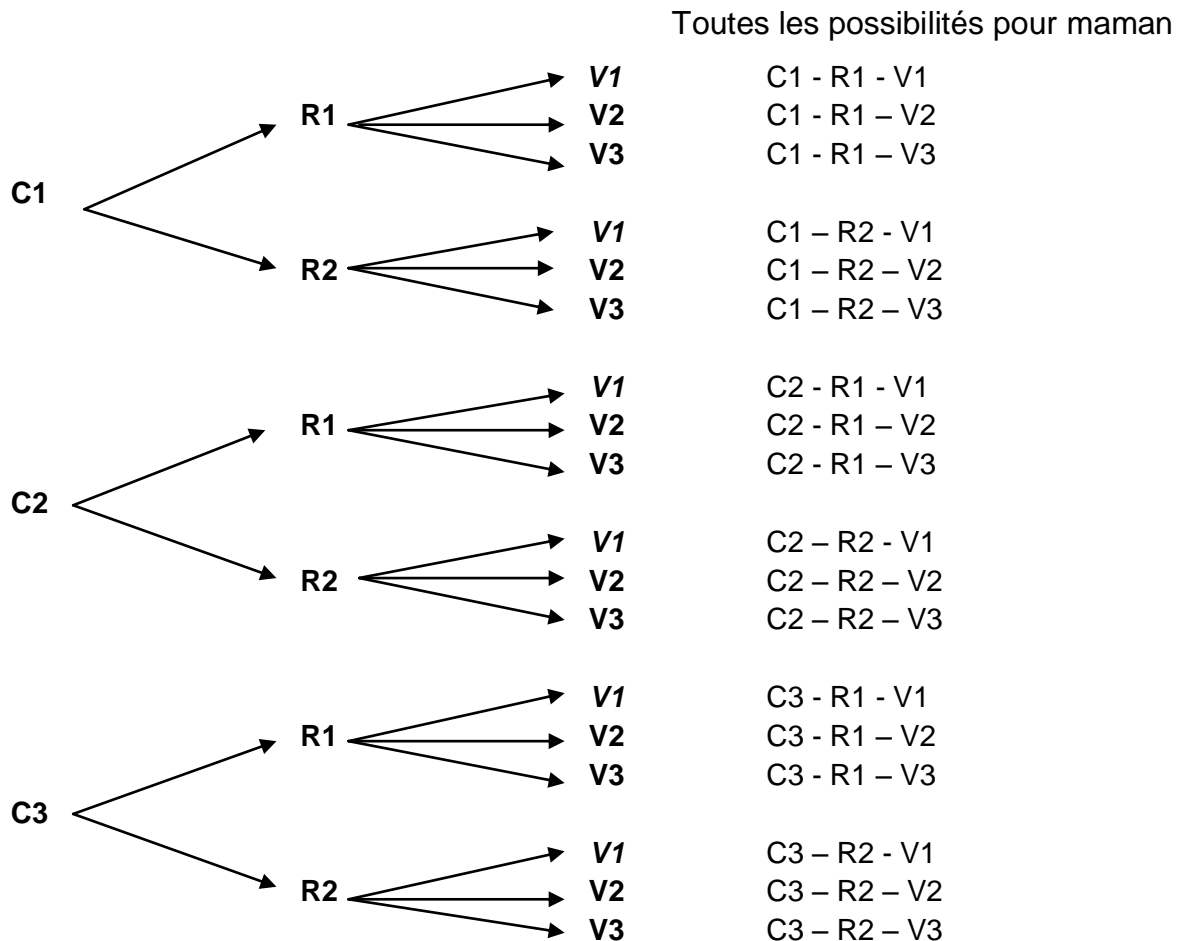 Toutes les possibilités pour maman
V1 C1 - R1 - V1
R1 V2 C1 - R1 – V2
V3 C1 - R1 – V3
C1
V1 C1 – R2 - V1
R2 V2 C1 – R2 – V2
V3 C1 – R2 – V3
V1 C2 - R1 - V1
R1 V2 C2 - R1 – V2
V3 C2 - R1 – V3
C2
V1 C2 – R2 - V1
R2 V2 C2 – R2 – V2
V3 C2 – R2 – V3
V1 C3 - R1 - V1
R1 V2 C3 - R1 – V2
V3 C3 - R1 – V3
C3
V1 C3 – R2 - V1
R2 V2 C3 – R2 – V2
V3 C3 – R2 – V3